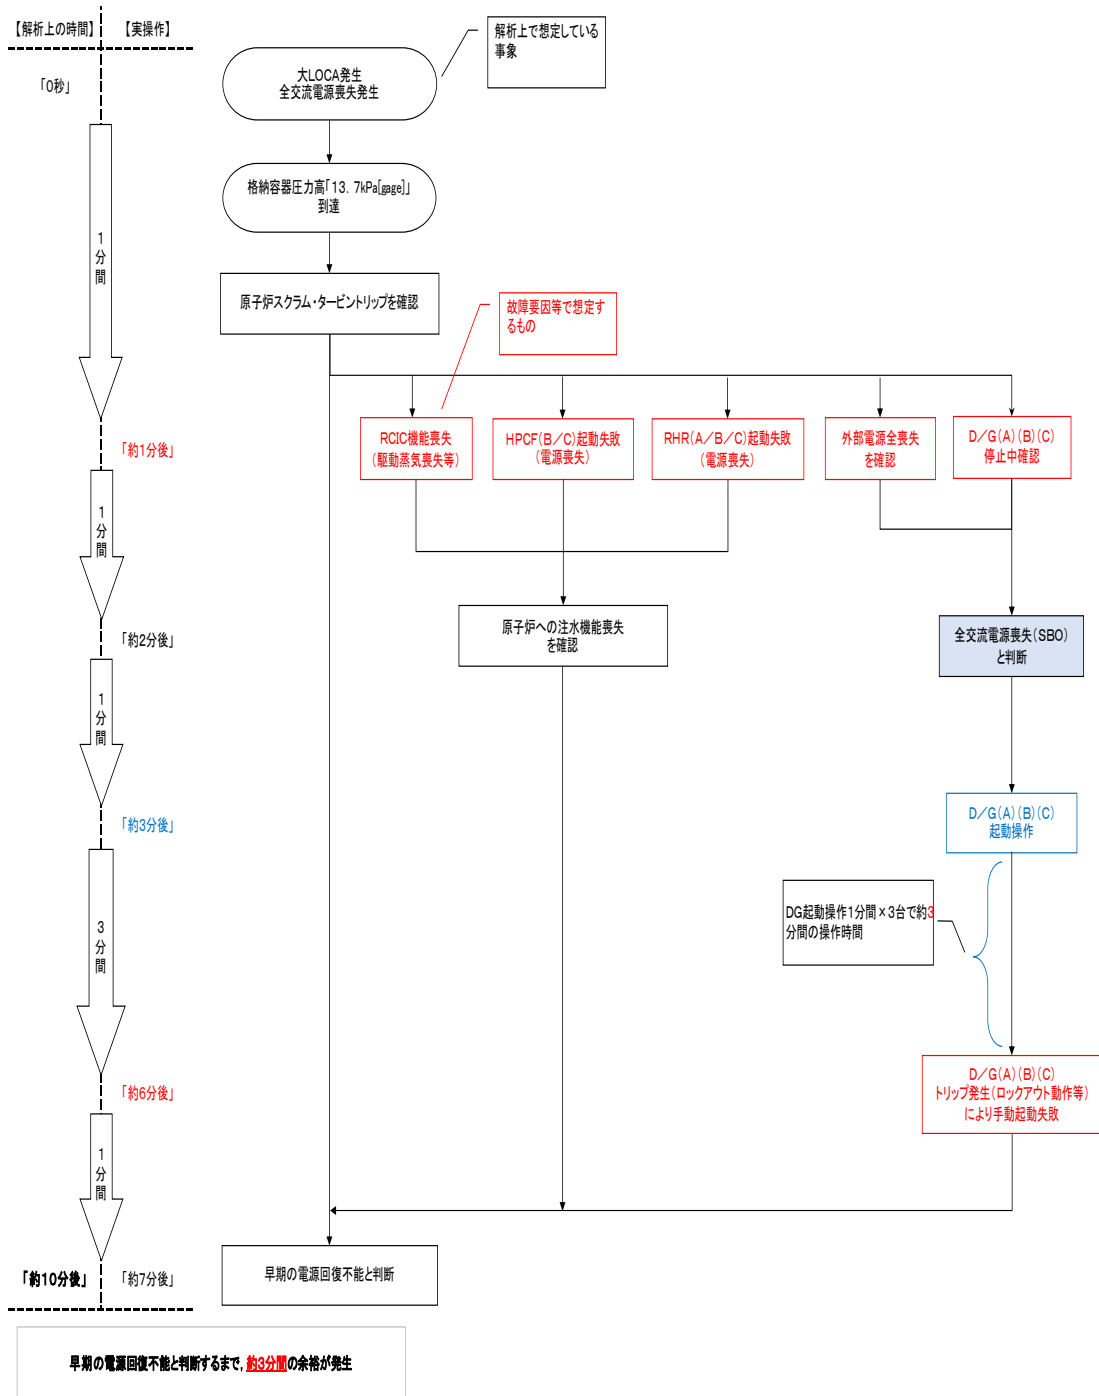 【解析上の時間】
【実操作】
解析上で想定している
事象
「0秒」
大LOCA発生
全交流電源喪失発生
格納容器圧力高「13.7kPa[gage]」
到達
1
分
間
原子炉スクラム・タービントリップを確認
故障要因等で想定す
るもの
「約1分後」
RCIC機能喪失
(駆動蒸気喪失等)
HPCF(B/C)起動失敗
(電源喪失)
RHR(A/B/C)起動失敗
(電源喪失)
外部電源全喪失
を確認
D/G(A)(B)(C)
停止中確認
1
分
間
「約2分後」
原子炉への注水機能喪失
を確認
全交流電源喪失(SBO)
と判断
1
分
間
「約3分後」
D/G(A)(B)(C)
起動操作
3
分
間
DG起動操作1分間×3台で約3
分間の操作時間
「約6分後」
D/G(A)(B)(C)
トリップ発生(ロックアウト動作等)
により手動起動失敗
1
分
間
「約10分後」
「約7分後」
早期の電源回復不能と判断
早期の電源回復不能と判断するまで,約3分間の余裕が発生